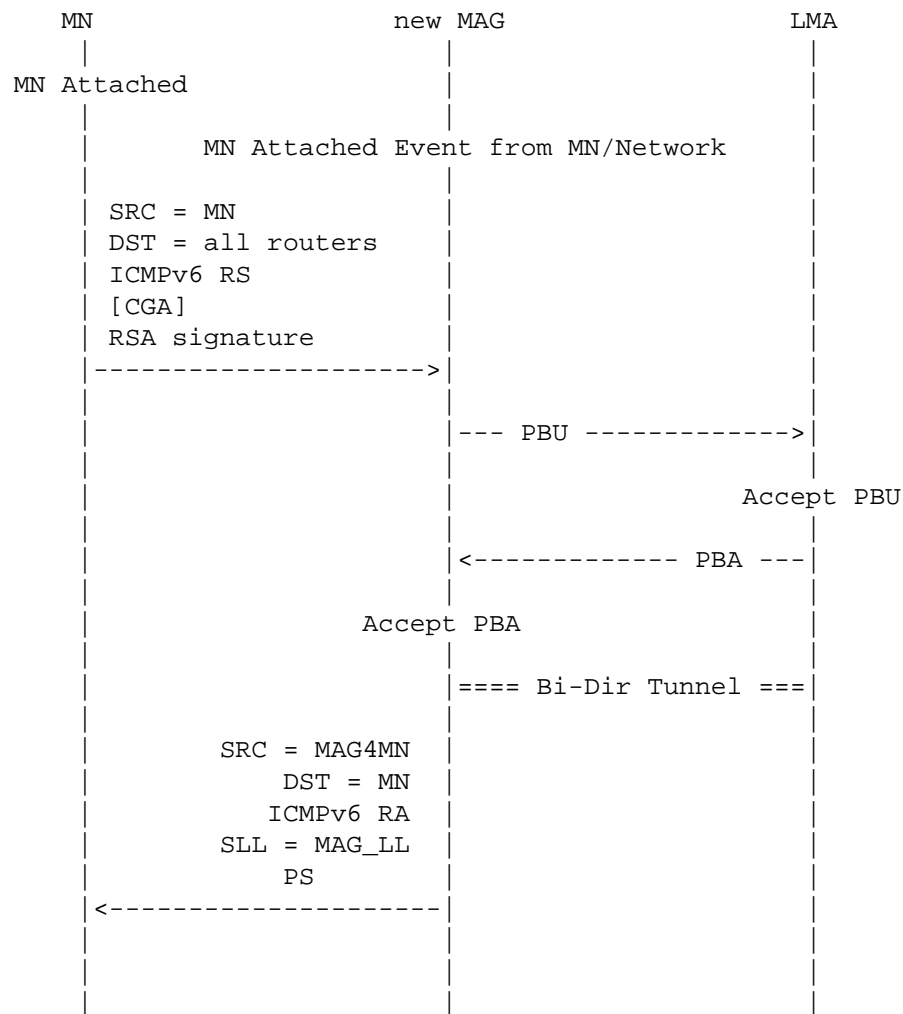 MN new MAG LMA
MN Attached
MN Attached Event from MN/Network
SRC = MN
DST = all routers
ICMPv6 RS
[CGA]
RSA signature
|--------------------->|
|--- PBU ------------->|
Accept PBU
|<------------- PBA ---|
Accept PBA
|==== Bi-Dir Tunnel ===|
SRC = MAG4MN
DST = MN
ICMPv6 RA
SLL = MAG_LL
PS
|<---------------------|